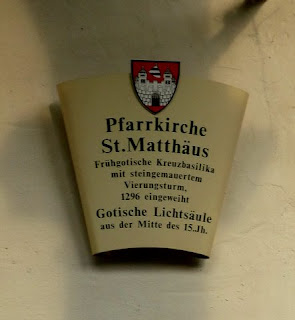 Pfarrkirche
St.Matthäus
Frühgotische Kreuzbasilika
mit steingemauertem
Vierungsturm,
1296 eingeweiht
Gotische Lichtsäule
aus der Mitte des 15.Jh.